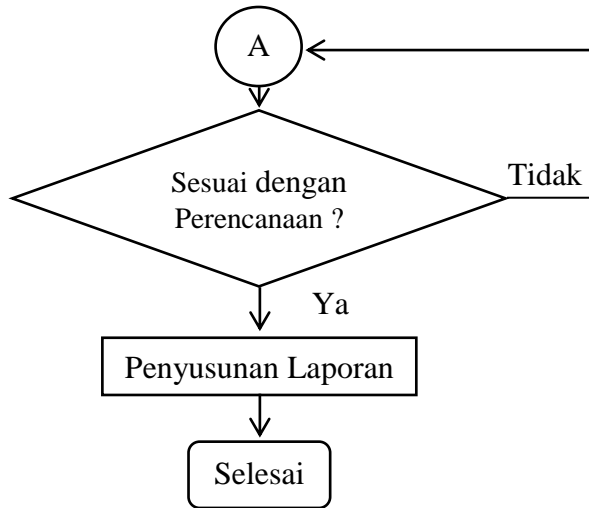 A
Sesuai dengan
Perencanaan ?
Tidak
Ya
Penyusunan Laporan
Selesai